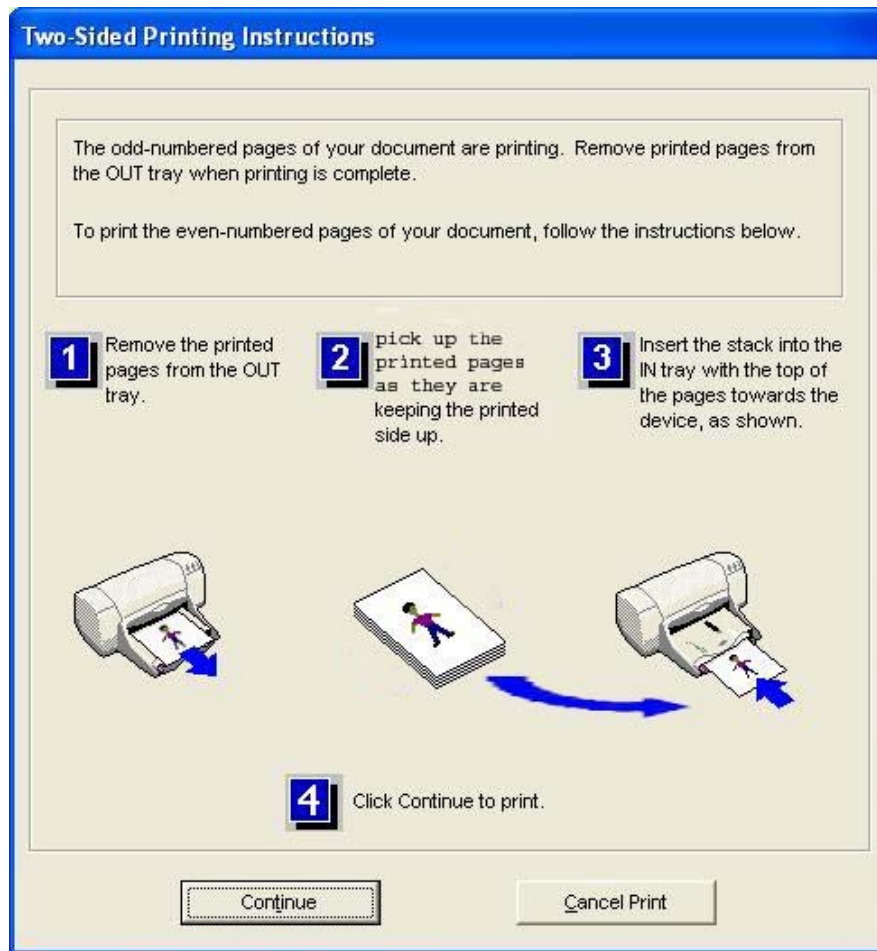 Two-Sided Printing Instructions
The odd-numbered pages of your document are printing. Remove printed pages from
the OUT tray when printing is complete.
To print the even-numbered pages of your document, follow the instructions below.
1
Remove the printed
pages from the OUT
tray.
2
pick up the
printed pages
as they are
keeping the printed
side up.
3
Insert the stack into the
IN tray with the top of
the pages towards the
device, as shown.
4
Click Continue to print.
Continue
Cancel Print